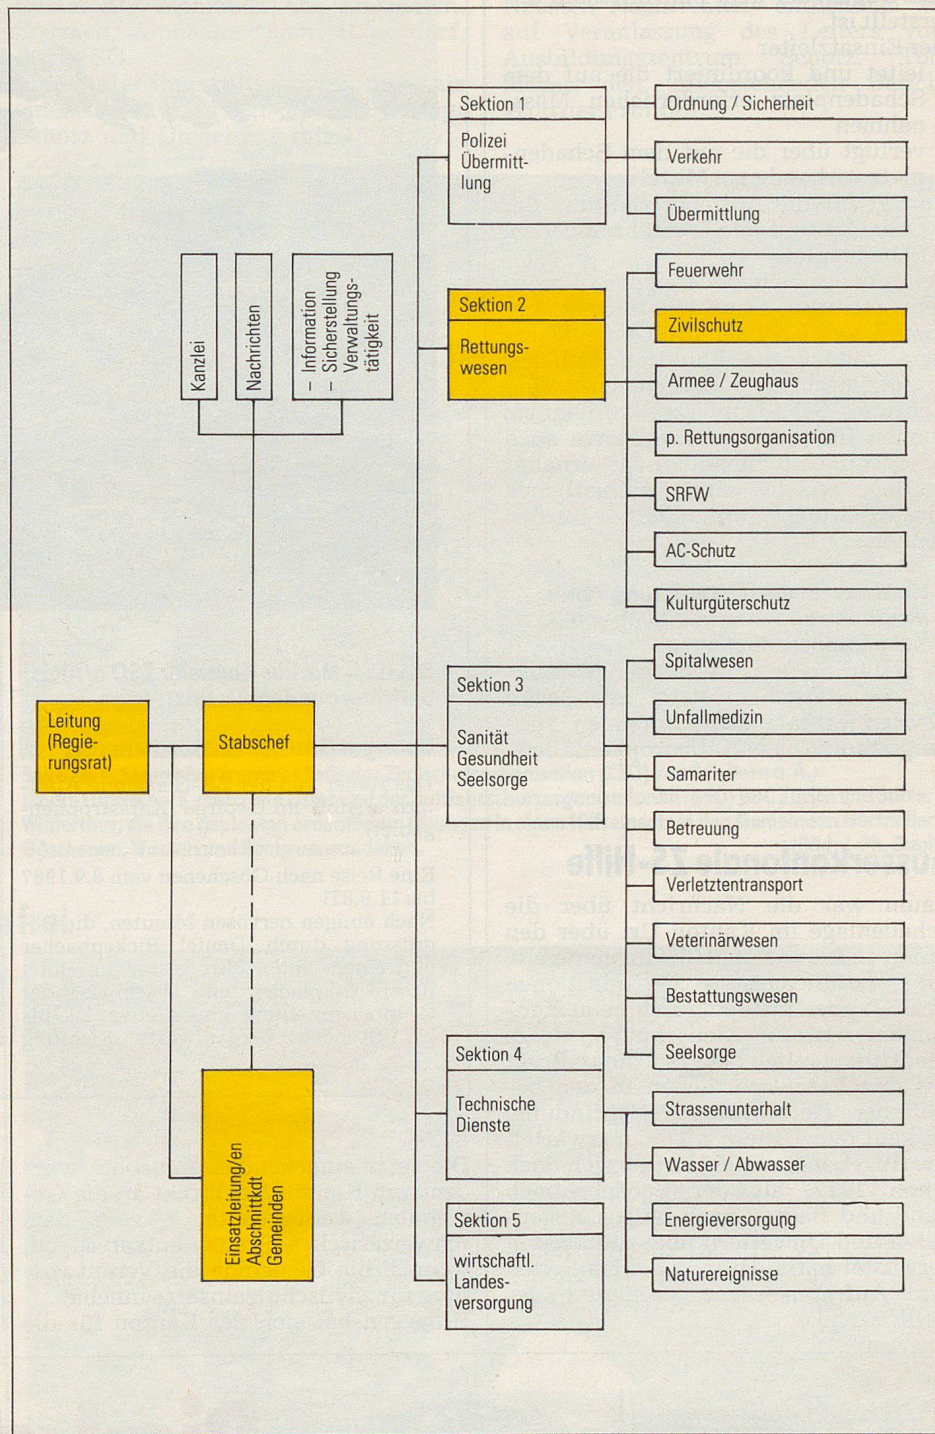 Sektion 1
Polizei
Übermitt-
lung
Ordnung / Sicherheit
Verkehr
Übermittlung
Kanzlei
Nachrichten
– Information
– Sicherstellung
Verwaltungs-
tätigkeit
Sektion 2
Rettungs-
wesen
Feuerwehr
Zivilschutz
Armee / Zeughaus
p. Rettungsorganisation
SRFW
AC-Schutz
Kulturgüterschutz
Leitung
(Regie-
rungsrat)
Stabschef
Sektion 3
Sanität
Gesundheit
Seelsorge
Spitalwesen
Unfallmedizin
Samariter
Betreuung
Verletztentransport
Veterinärwesen
Bestattungswesen
Seelsorge
Einsatzleitung/en
Abschnittkdt
Gemeinden
Sektion 4
Technische
Dienste
Strassenunterhalt
Wasser / Abwasser
Energieversorgung
Naturereignisse
Sektion 5
wirtschaftl.
Landes-
versorgung